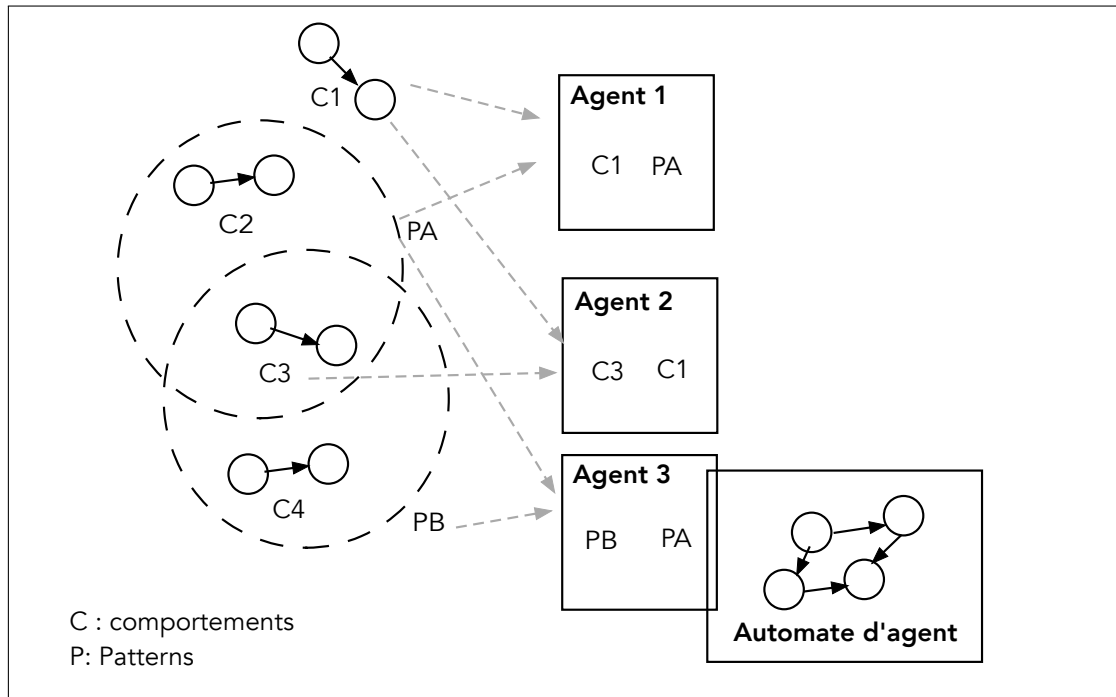 C1
Agent 1
C1 PA
C2
PA
Agent 2
C3
C3 C1
Agent 3
C4
PB
PB PA
Automate d'agent
C : comportements
P: Patterns